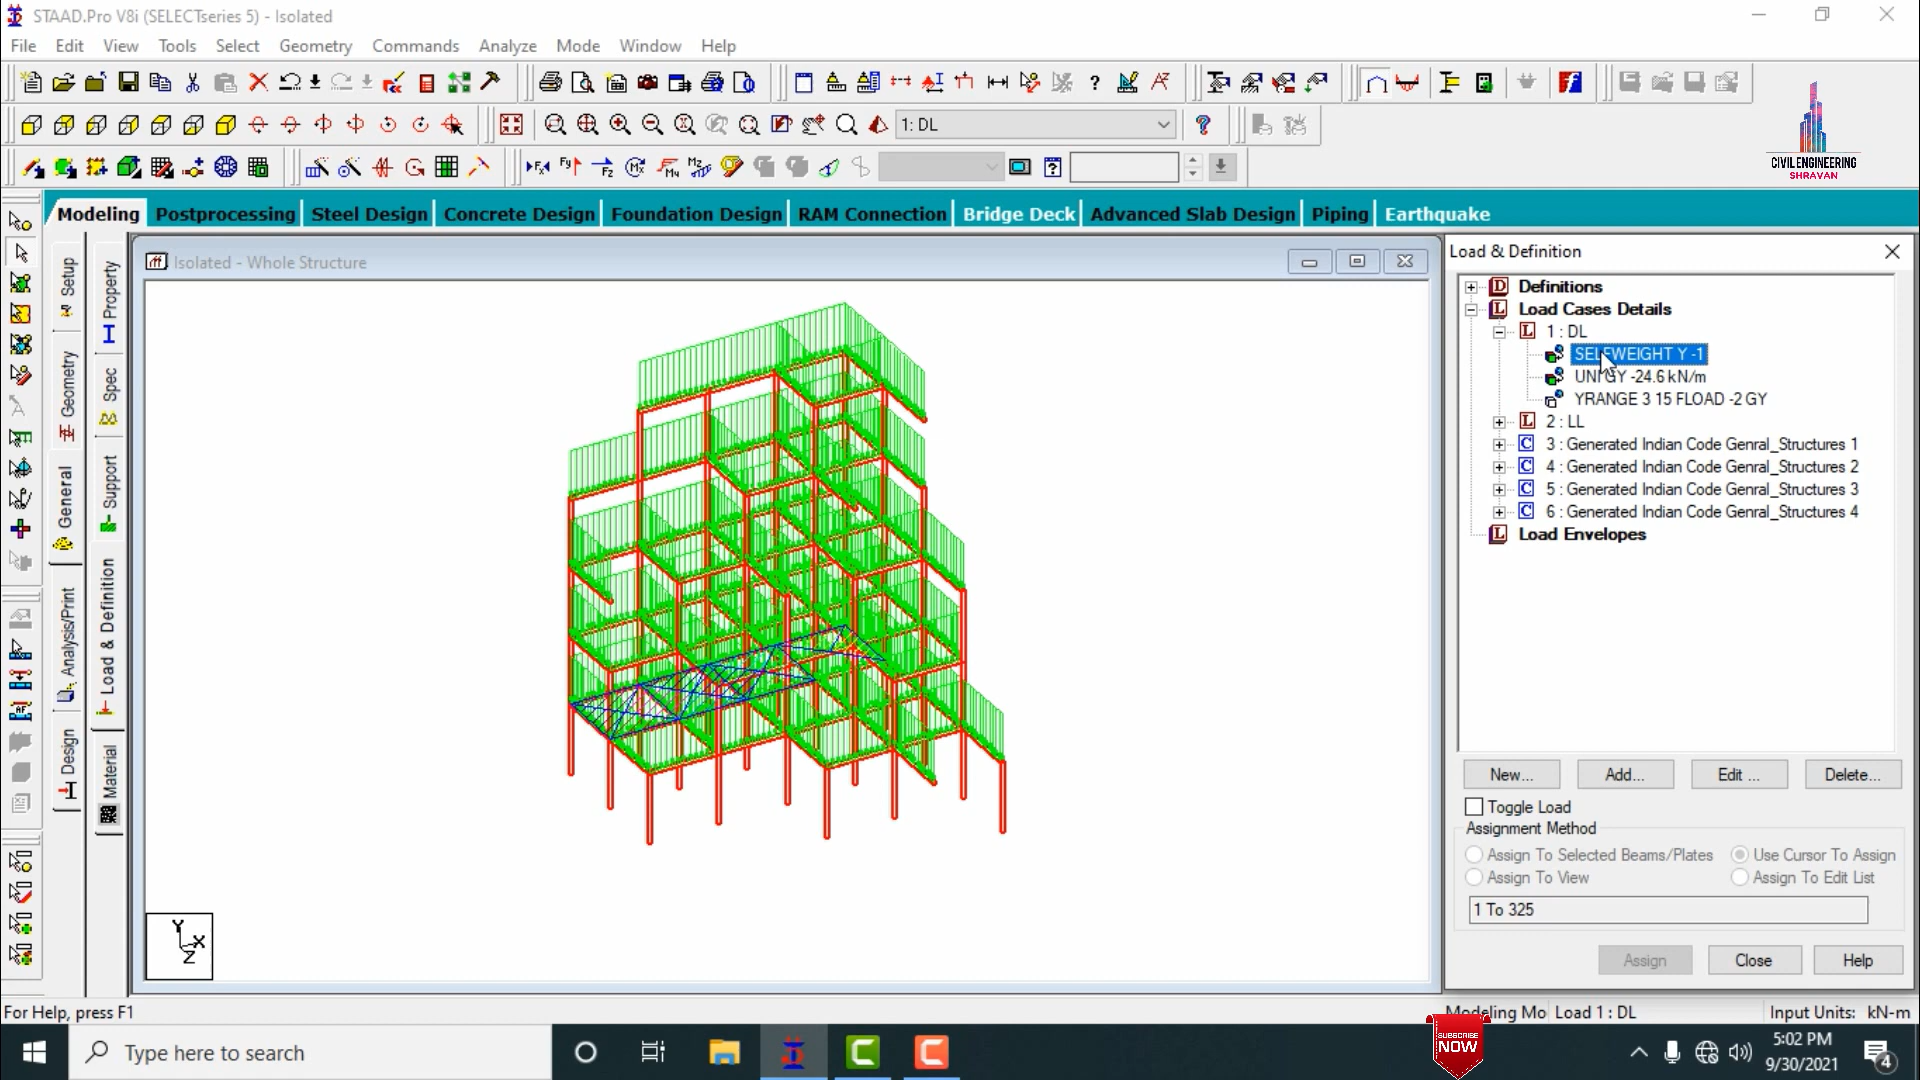 STAAD.Pro V8i (SELECTseries 5) - Isolated
File Edit View Tools Select Geometry Commands Analyze Mode Window Help
1: DL
CIVIL ENGINEERING
SHRAVAN
Modeling Postprocessing Steel Design Concrete Design Foundation Design RAM Connection Bridge Deck Advanced Slab Design Piping Earthquake
Setup
Geometry
General
Analysis/Print
Design
Property
Spec
Support
Load & Definition
Material
Isolated - Whole Structure
Y
X
Z
Load & Definition
Definitions
Load Cases Details
1 : DL
SELFWEIGHT Y -1
UNI GY -24.6 kN/m
YRANGE 3 15 FLOAD -2 GY
2 : LL
3 : Generated Indian Code Genral_Structures 1
4 : Generated Indian Code Genral_Structures 2
5 : Generated Indian Code Genral_Structures 3
6 : Generated Indian Code Genral_Structures 4
Load Envelopes
New... Add... Edit ... Delete...
Toggle Load
Assignment Method
Assign To Selected Beams/Plates Use Cursor To Assign
Assign To View Assign To Edit List
1 To 325
Assign Close Help
For Help, press F1
Modeling Mo Load 1 : DL Input Units: kN-m
SUBSCRIBE
NOW
Type here to search
5:02 PM
9/30/2021
4